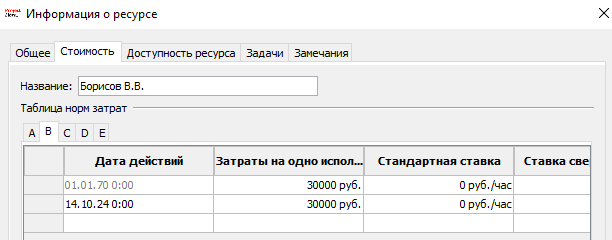 Информация о ресурсе
Общее Стоимость Доступность ресурса Задачи Замечания
Название: Борисов В.В.
Таблица норм затрат
A B C D E
Дата действий Затраты на одно испол... Стандартная ставка Ставка све
01.01.70 0:00 30000 руб. 0 руб./час
14.10.24 0:00 30000 руб. 0 руб./час